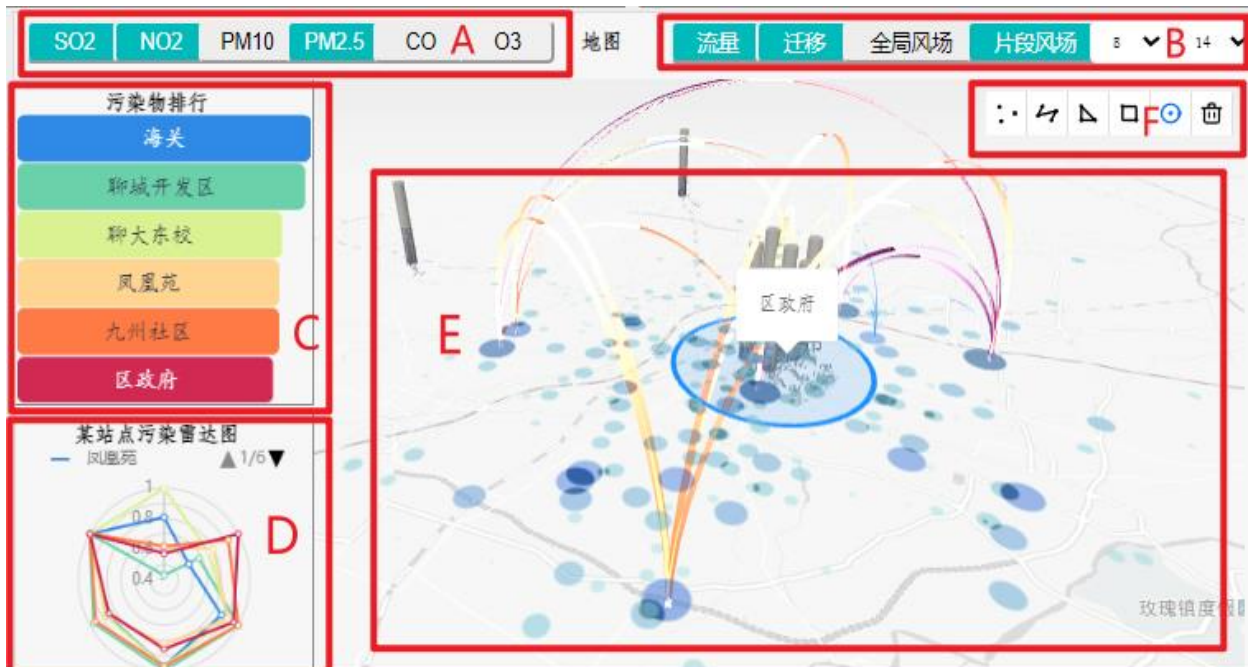 SO2 NO2 PM10 PM2.5 CO A O3 地图 流量 迁移 全局风场 片段风场 8 B 14
污染物排行
海关
聊城开发区
聊大东校
凤凰苑
九州社区
区政府
C
F
E
区政府
市
某站点污染雷达图
凤凰苑 1/6
1
0.8
0.6
0.4
D
玫瑰镇度假